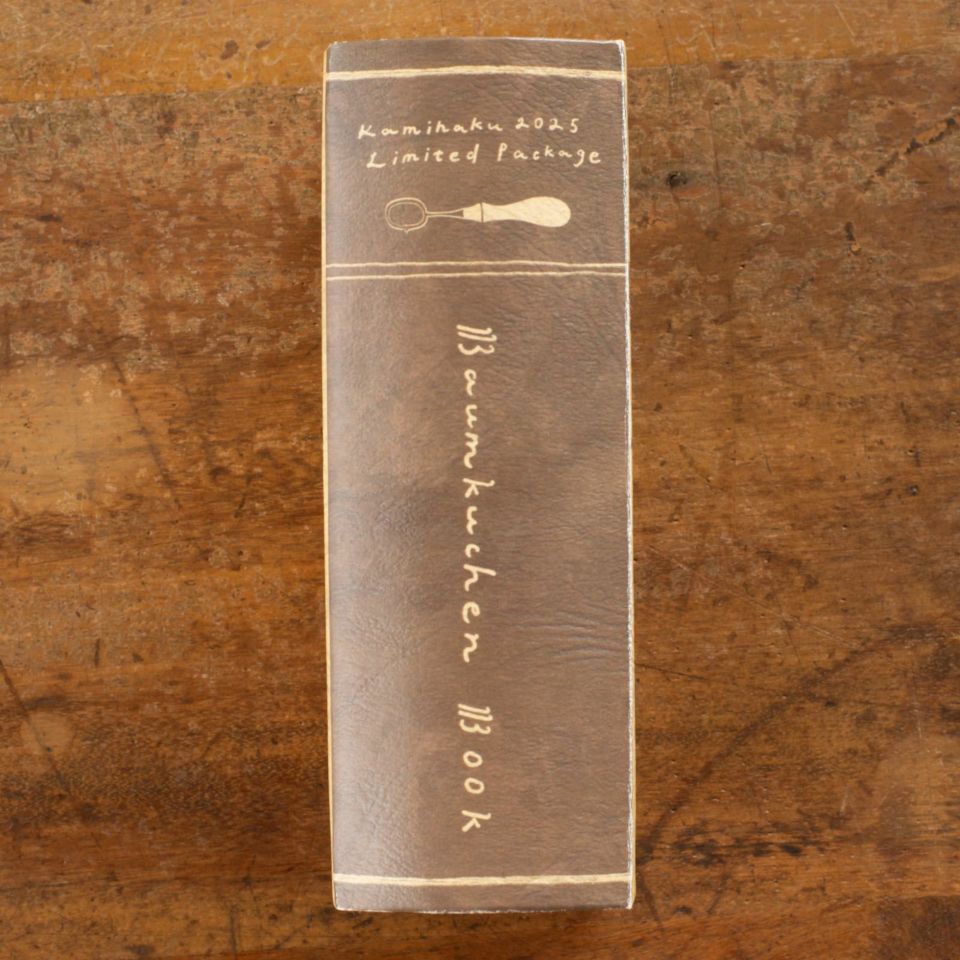 Kamihaku 2025
Limited Package
Baumkuchen Book